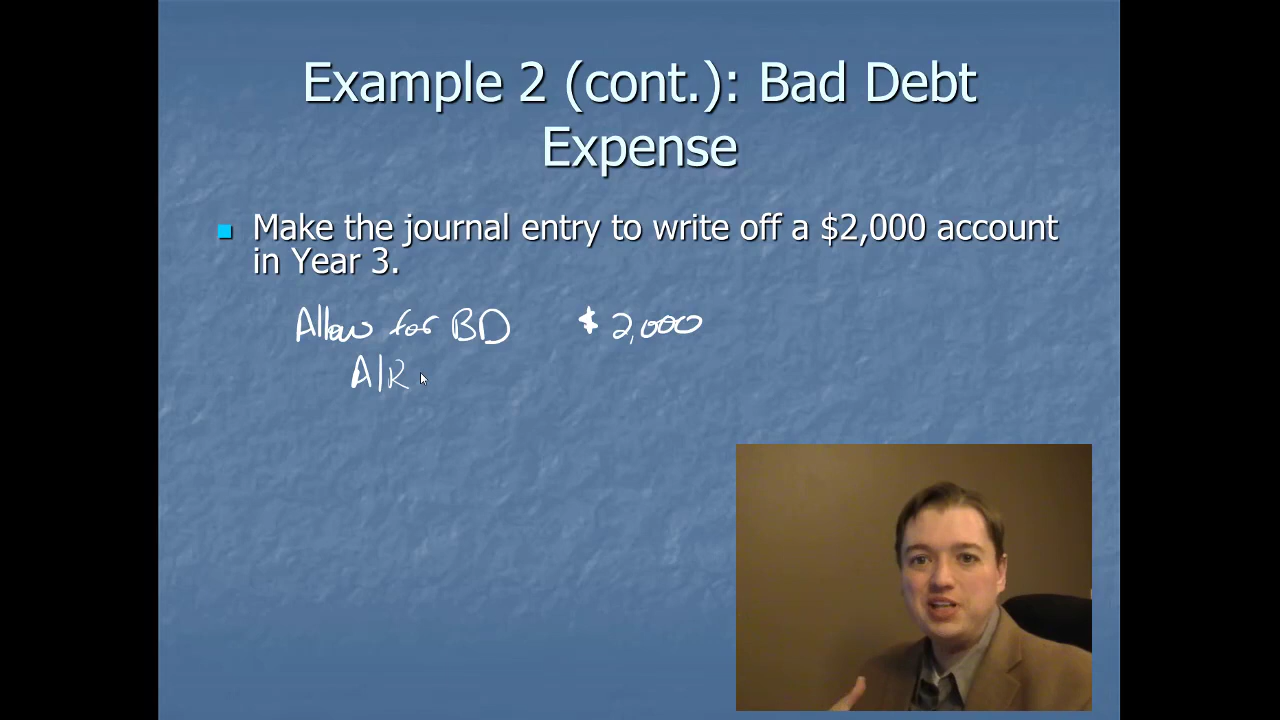 Example 2 (cont.): Bad Debt
Expense
Make the journal entry to write off a $2,000 account
in Year 3.
Allow for BD $ 2,000
A/R